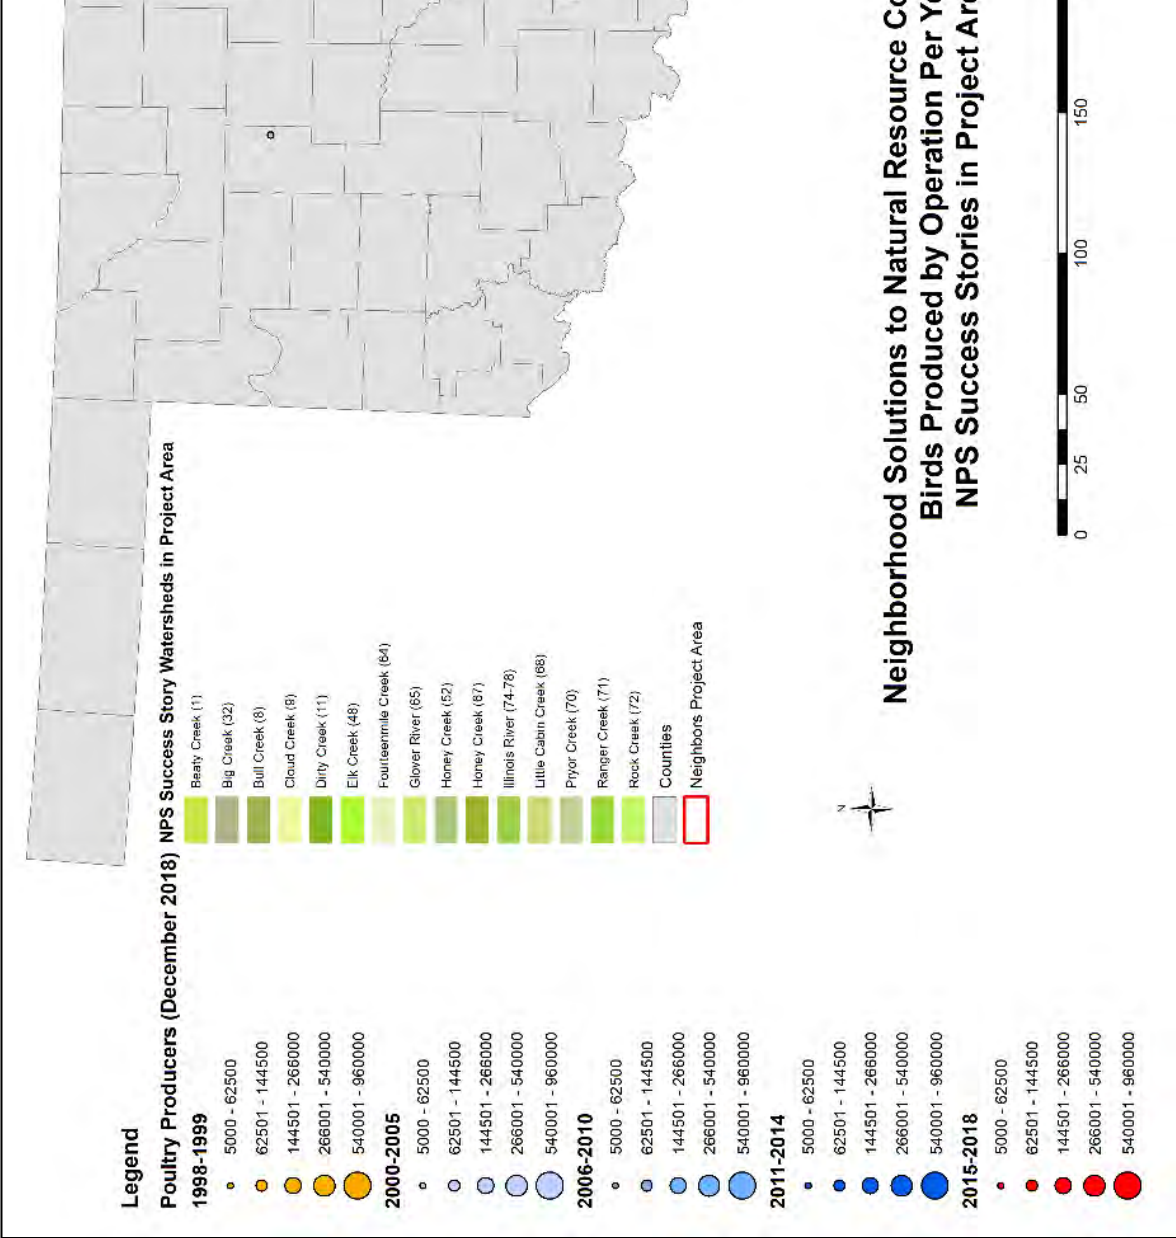 Legend
Poultry Producers (December 2018)
1998-1999
5000 - 62500
62501 - 144500
144501 - 266000
266001 - 540000
540001 - 960000
2000-2005
5000 - 62500
62501 - 144500
144501 - 266000
266001 - 540000
540001 - 960000
2006-2010
5000 - 62500
62501 - 144500
144501 - 266000
266001 - 540000
540001 - 960000
2011-2014
5000 - 62500
62501 - 144500
144501 - 266000
266001 - 540000
540001 - 960000
2015-2018
5000 - 62500
62501 - 144500
144501 - 266000
266001 - 540000
540001 - 960000
NPS Success Story Watersheds in Project Area
Beaty Creek (1)
Big Creek (32)
Bull Creek (8)
Cloud Creek (9)
Dirty Creek (11)
Elk Creek (48)
Fourteenmile Creek (64)
Glover River (65)
Honey Creek (52)
Honey Creek (67)
Illinois River (74-78)
Little Cabin Creek (68)
Pryor Creek (70)
Ranger Creek (71)
Rock Creek (72)
Counties
Neighbors Project Area
N
Neighborhood Solutions to Natural Resource Co
Birds Produced by Operation Per Ye
NPS Success Stories in Project Are
0 25 50 100 150